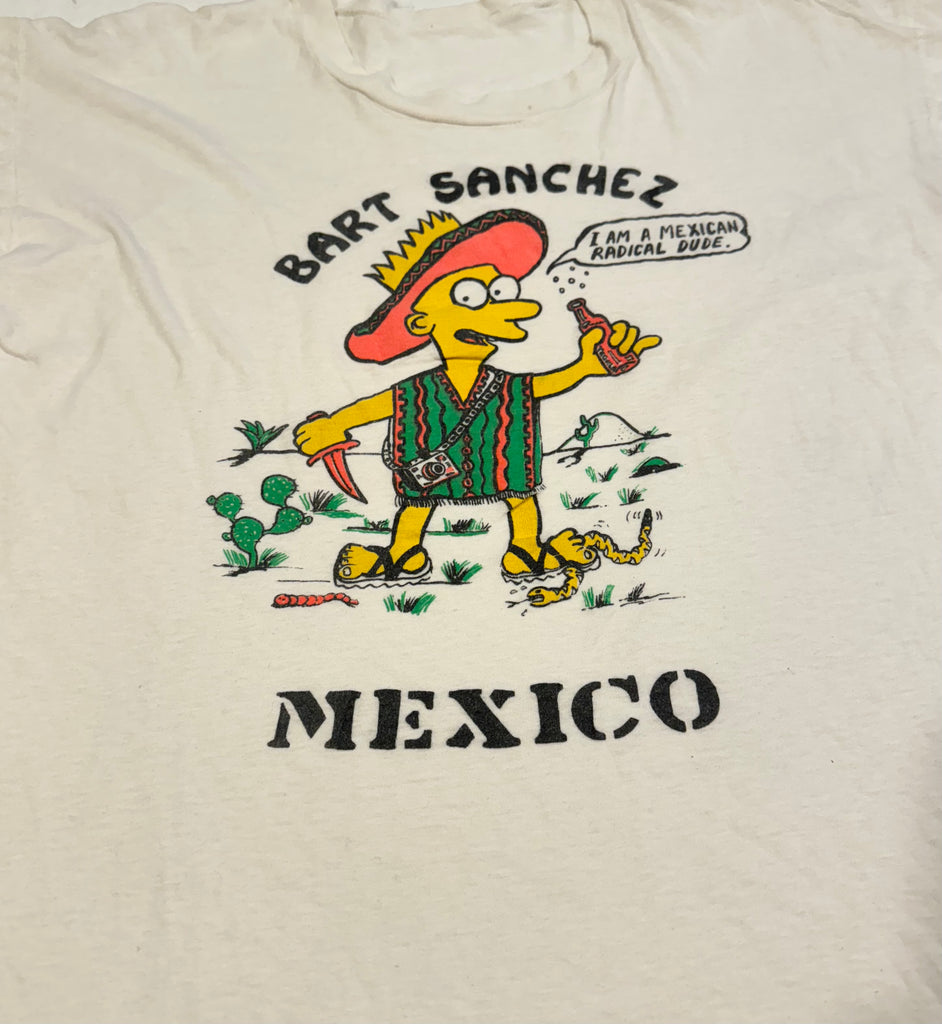 BART SANCHEZ
I AM A MEXICAN
RADICAL DUDE.
MEXICO